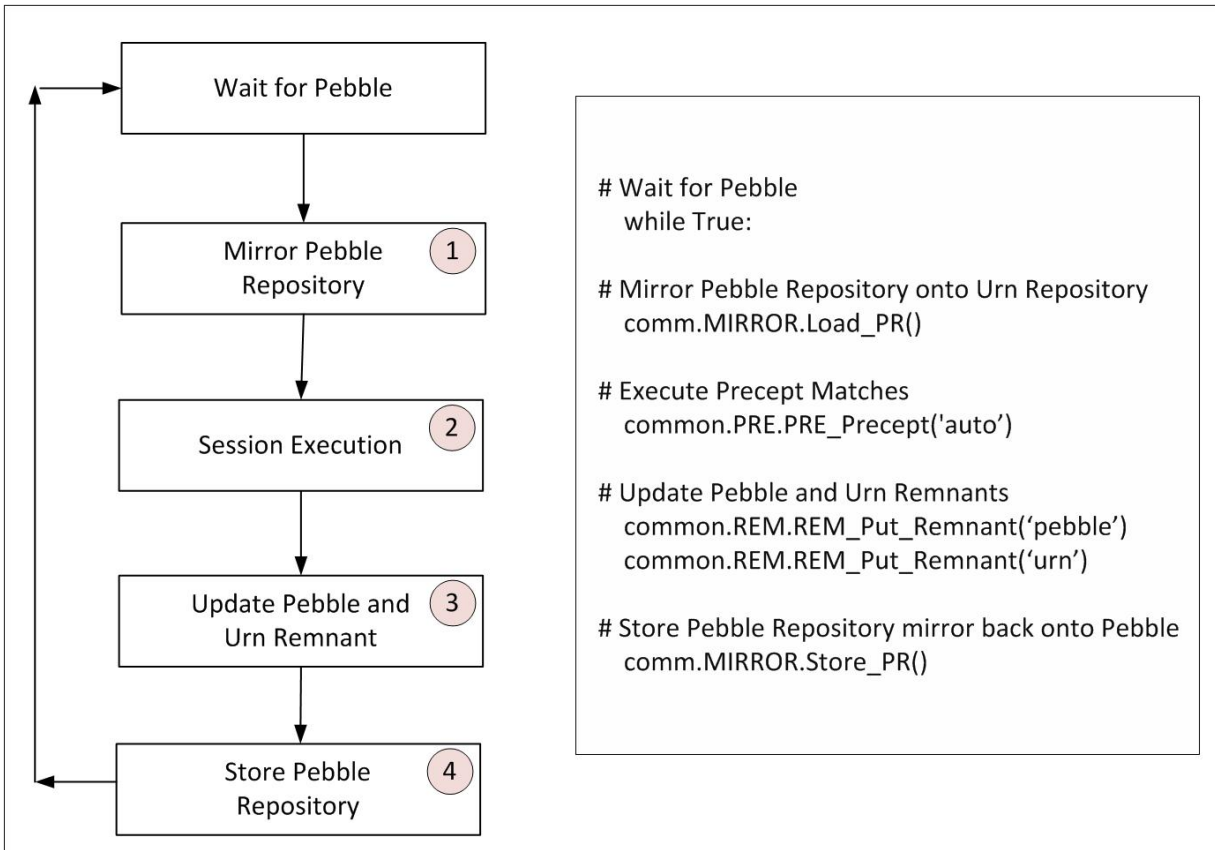 Wait for Pebble
Mirror Pebble
Repository
1
Session Execution
2
Update Pebble and
Urn Remnant
3
Store Pebble
Repository
4
# Wait for Pebble
while True:
# Mirror Pebble Repository onto Urn Repository
comm.MIRROR.Load_PR()
# Execute Precept Matches
common.PRE.PRE_Precept('auto’)
# Update Pebble and Urn Remnants
common.REM.REM_Put_Remnant(‘pebble’)
common.REM.REM_Put_Remnant(‘urn’)
# Store Pebble Repository mirror back onto Pebble
comm.MIRROR.Store_PR()